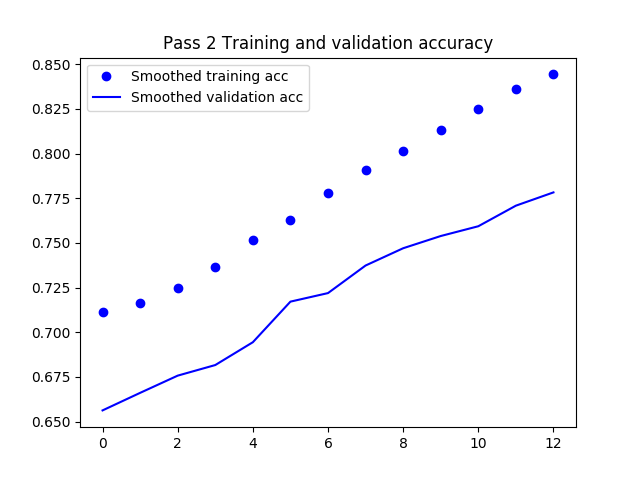 Pass 2 Training and validation accuracy
Smoothed training acc
Smoothed validation acc
0.850
0.825
0.800
0.775
0.750
0.725
0.700
0.675
0.650
0 2 4 6 8 10 12